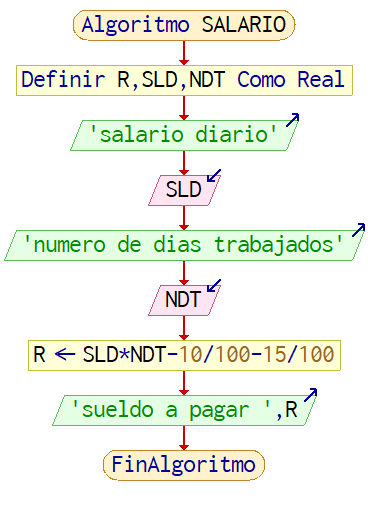 Algoritmo SALARIO
Definir R,SLD,NDT Como Real
'salario diario'
SLD
'numero de dias trabajados'
NDT
R ← SLD*NDT-10/100-15/100
'sueldo a pagar ',R
FinAlgoritmo